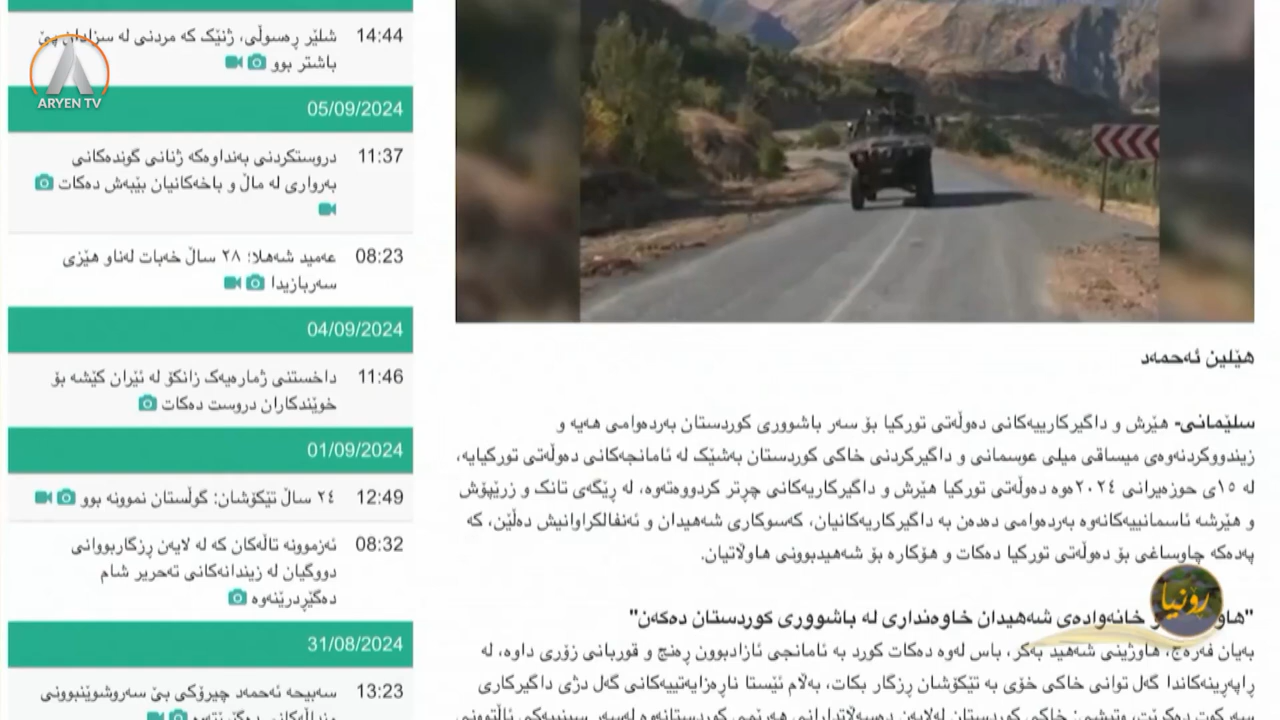 14:44 شلێر ڕەسوڵی، ژنێک کە مردنی لە سزادان پێ
باشتر بوو
ARYEN TV
05/09/2024
11:37 دروستکردنی بەنداوەکە ژنانی گوندەکانی
بەرواری لە ماڵ و باخەکانیان بێبەش دەکات
08:23 عەمید شەهلا؛ ٢٨ ساڵ خەبات لەناو هێزی
سەربازیدا
04/09/2024
11:46 داخستنی ژمارەیەک زانکۆ لە ئێران کێشە بۆ
خوێندکاران دروست دەکات
01/09/2024
12:49 ٢٤ ساڵ تێکۆشان: گوڵستان نموونە بوو
08:32 ئەزموونە تاڵەکان کە لە لایەن ڕزگاربووانی
دووگیان لە زیندانەکانی تەحریر شام
دەگێڕدرێنەوە
31/08/2024
13:23 سەبیحە ئەحمەد چیرۆکی بێ سەروشوێنبوونی
هێلین ئەحمەد
سلێمانی- هێرش و داگیرکارییەکانی دەوڵەتی تورکیا بۆ سەر باشووری کوردستان بەردەوامی هەیە و
زیندووکردنەوەی میساقی میلی عوسمانی و داگیرکردنی خاکی کوردستان بەشێک لە ئامانجەکانی دەوڵەتی تورکیایە،
لە ١٥ی حوزەیرانی ٢٠٢٤ەوە دەوڵەتی تورکیا هێرش و داگیرکاریەکانی چڕتر کردووەتەوە، لە ڕێگەی تانک و زرێپۆش
و هێرشە ئاسمانییەکانەوە بەردەوامی دەدەن بە داگیرکاریەکانیان، کەسوکاری شەهیدان و ئەنفالکراوانیش دەڵێن، کە
پەدەکە چاوساغی بۆ دەوڵەتی تورکیا دەکات و هۆکارە بۆ شەهیدبوونی هاوڵاتیان.
رۆنیا
خانەوادەی شەهیدان خاوەنداری لە باشووری کوردستان دەکەن"
بەیان فەرەج، هاوژینی شەهید بەکر، باس لەوە دەکات کورد بە ئامانجی ئازادبوون ڕەنج و قوربانی زۆری داوە، لە
ڕاپەڕینەکاندا گەل توانی خاکی خۆی بە تێکۆشان ڕزگار بکات، بەڵام ئێستا ناڕەزایەتییەکانی گەل دژی داگیرکاری